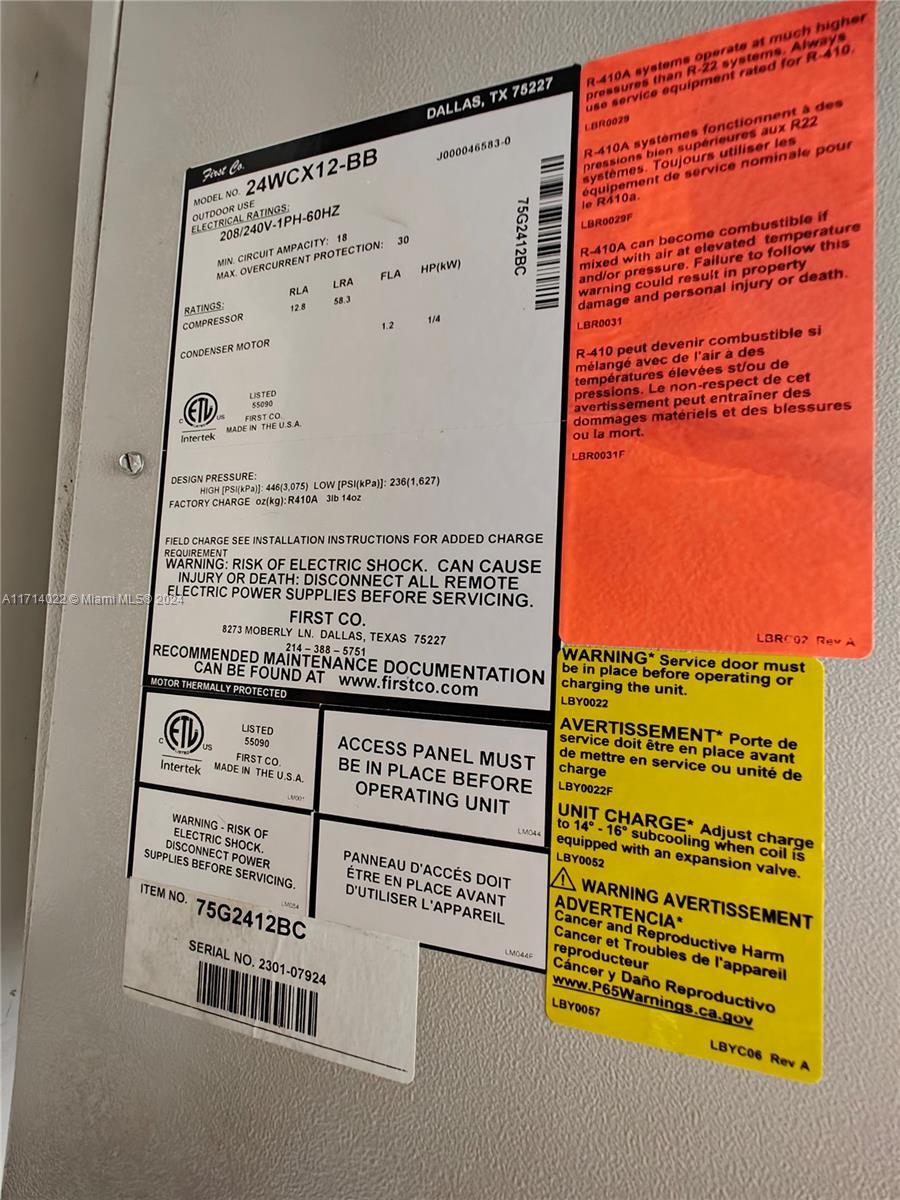 First Co.
DALLAS, TX 75227
MODEL NO. 24WCX12-BB
J000046583-0
OUTDOOR USE
ELECTRICAL RATINGS:
208/240V-1PH-60HZ
MIN. CIRCUIT AMPACITY: 18
MAX. OVERCURRENT PROTECTION: 30
RLA LRA FLA HP(kW)
RATINGS:
COMPRESSOR 12.8 58.3
1.2 1/4
CONDENSER MOTOR
75G2412BC
C ETL US
Intertek
LISTED
55090
FIRST CO.
MADE IN THE U.S.A.
DESIGN PRESSURE:
HIGH [PSI(kPa)]: 446(3,075) LOW [PSI(kPa)]: 236(1,627)
FACTORY CHARGE oz(kg): R410A 3lb 14oz
FIELD CHARGE SEE INSTALLATION INSTRUCTIONS FOR ADDED CHARGE
REQUIREMENT
WARNING: RISK OF ELECTRIC SHOCK. CAN CAUSE
INJURY OR DEATH: DISCONNECT ALL REMOTE
ELECTRIC POWER SUPPLIES BEFORE SERVICING.
FIRST CO.
8273 MOBERLY LN. DALLAS, TEXAS 75227
214-388-5751
RECOMMENDED MAINTENANCE DOCUMENTATION
CAN BE FOUND AT www.firstco.com
MOTOR THERMALLY PROTECTED
C ETL US
Intertek
LISTED
55090
FIRST CO.
MADE IN THE U.S.A.
LM001
ACCESS PANEL MUST
BE IN PLACE BEFORE
OPERATING UNIT
LM044
WARNING - RISK OF
ELECTRIC SHOCK.
DISCONNECT POWER
SUPPLIES BEFORE SERVICING.
LM054
PANNEAU D'ACCÉS DOIT
ÉTRE EN PLACE AVANT
D'UTILISER L'APPAREIL
LM044F
ITEM NO. 75G2412BC
SERIAL NO. 2301-07924
R-410A systems operate at much higher
pressures than R-22 systems. Always
use service equipment rated for R-410.
LBR0029
R-410A systèmes fonctionnent à des
pressions bien supérieures aux R22
systèmes. Toujours utiliser les
équipement de service nominale pour
le R410a.
LBR0029F
R-410A can become combustible if
mixed with air at elevated temperature
and/or pressure. Failure to follow this
warning could result in property
damage and personal injury or death.
LBR0031
R-410 peut devenir combustible si
mélangé avec de l'air à des
températures élevées st/ou de
pressions. Le non-respect de cet
avertissement peut entraîner des
dommages matériels et des blessures
ou la mort.
LBR0031F
LBRC02 Rev A
WARNING* Service door must
be in place before operating or
charging the unit.
LBY0022
AVERTISSEMENT* Porte de
service doit être en place avant
de mettre en service ou unité de
charge
LBY0022F
UNIT CHARGE* Adjust charge
to 14° - 16° subcooling when coil is
equipped with an expansion valve.
LBY0052
WARNING AVERTISSEMENT
ADVERTENCIA*
Cancer and Reproductive Harm
Cancer et Troubles de l'appareil
reproducteur
Cáncer y Daño Reproductivo
www.P65Warnings.ca.gov
LBY0057
LBYC06 Rev A
A11714022 © Miami MLS® 2024